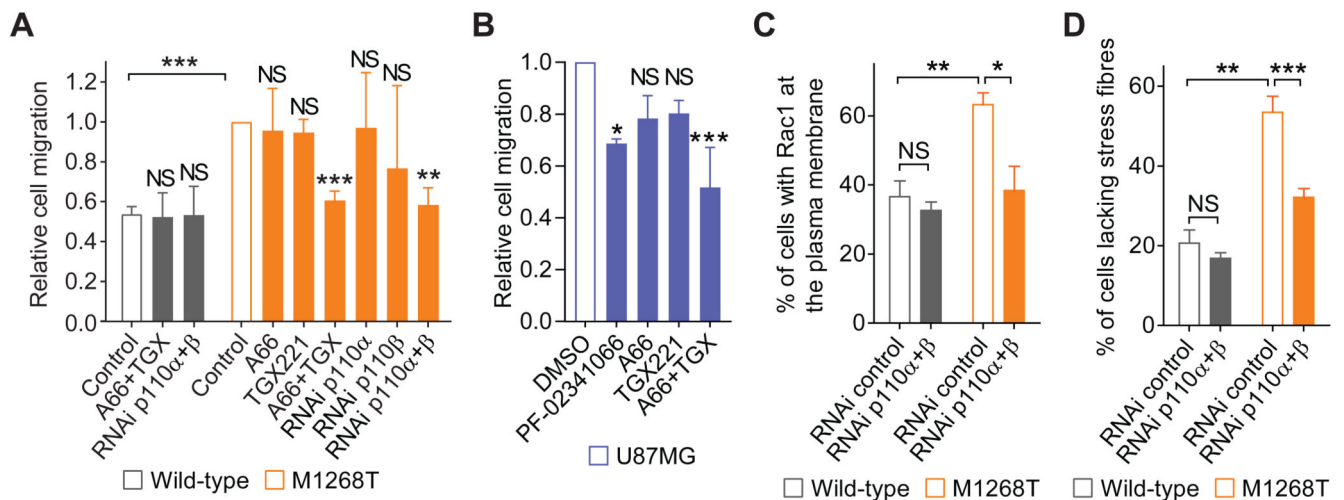 A
Relative cell migration
1.2
1.0
0.8
0.6
0.4
0.2
0.0
***
NS
NS
NS
NS
***
NS
NS
**
Control
A66+TGX
RNAi p110α+β
Control
A66
TGX221
A66+TGX
RNAi p110α
RNAi p110β
RNAi p110α+β
Wild-type
M1268T
B
Relative cell migration
1.0
0.8
0.6
0.4
0.2
0.0
*
NS
NS
***
DMSO
PF-02341066
A66
TGX221
A66+TGX
U87MG
C
% of cells with Rac1 at
the plasma membrane
60
40
20
0
**
*
NS
RNAi control
RNAi p110α+β
RNAi control
RNAi p110α+β
Wild-type
M1268T
D
% of cells lacking stress fibres
60
40
20
0
**
***
NS
RNAi control
RNAi p110α+β
RNAi control
RNAi p110α+β
Wild-type
M1268T